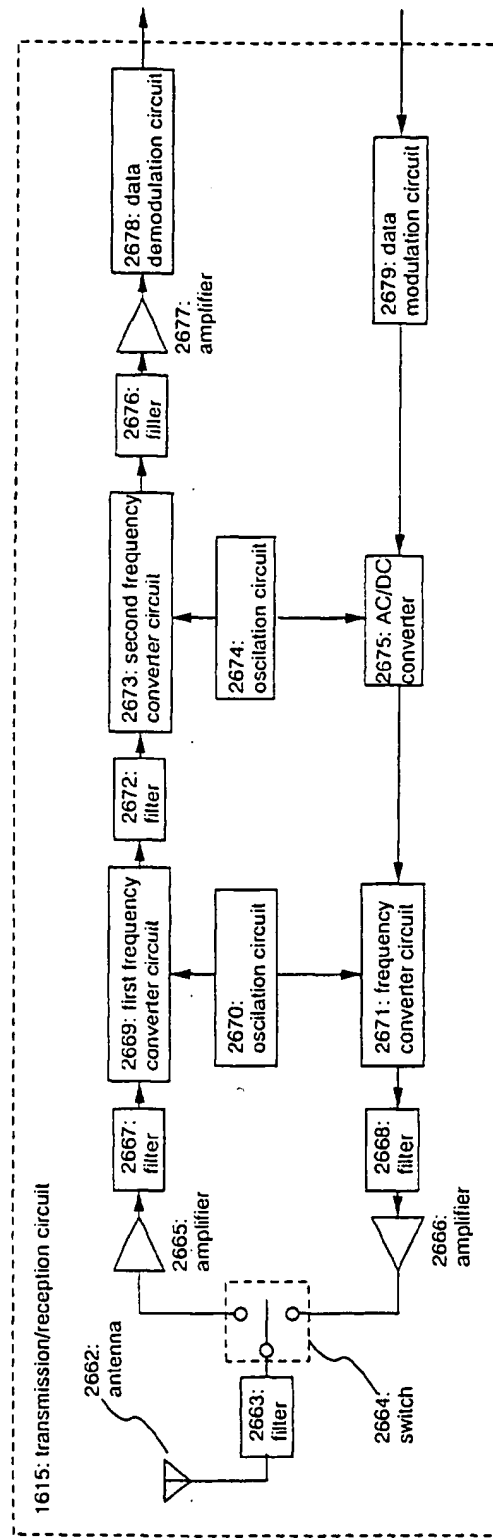 1615: transmission/reception circuit
2662:
antenna
2663:
filter
2664:
switch
2665:
amplifier
2666:
amplifier
2667:
filter
2668:
filter
2669: first frequency
converter circuit
2670:
oscilation circuit
2671: frequency
converter circuit
2672:
filter
2673: second frequency
converter circuit
2674:
oscilation circuit
2675: AC/DC
converter
2676:
filler
2677:
amplifier
2678: data
demodulation circuit
2679: data
modulation circuit